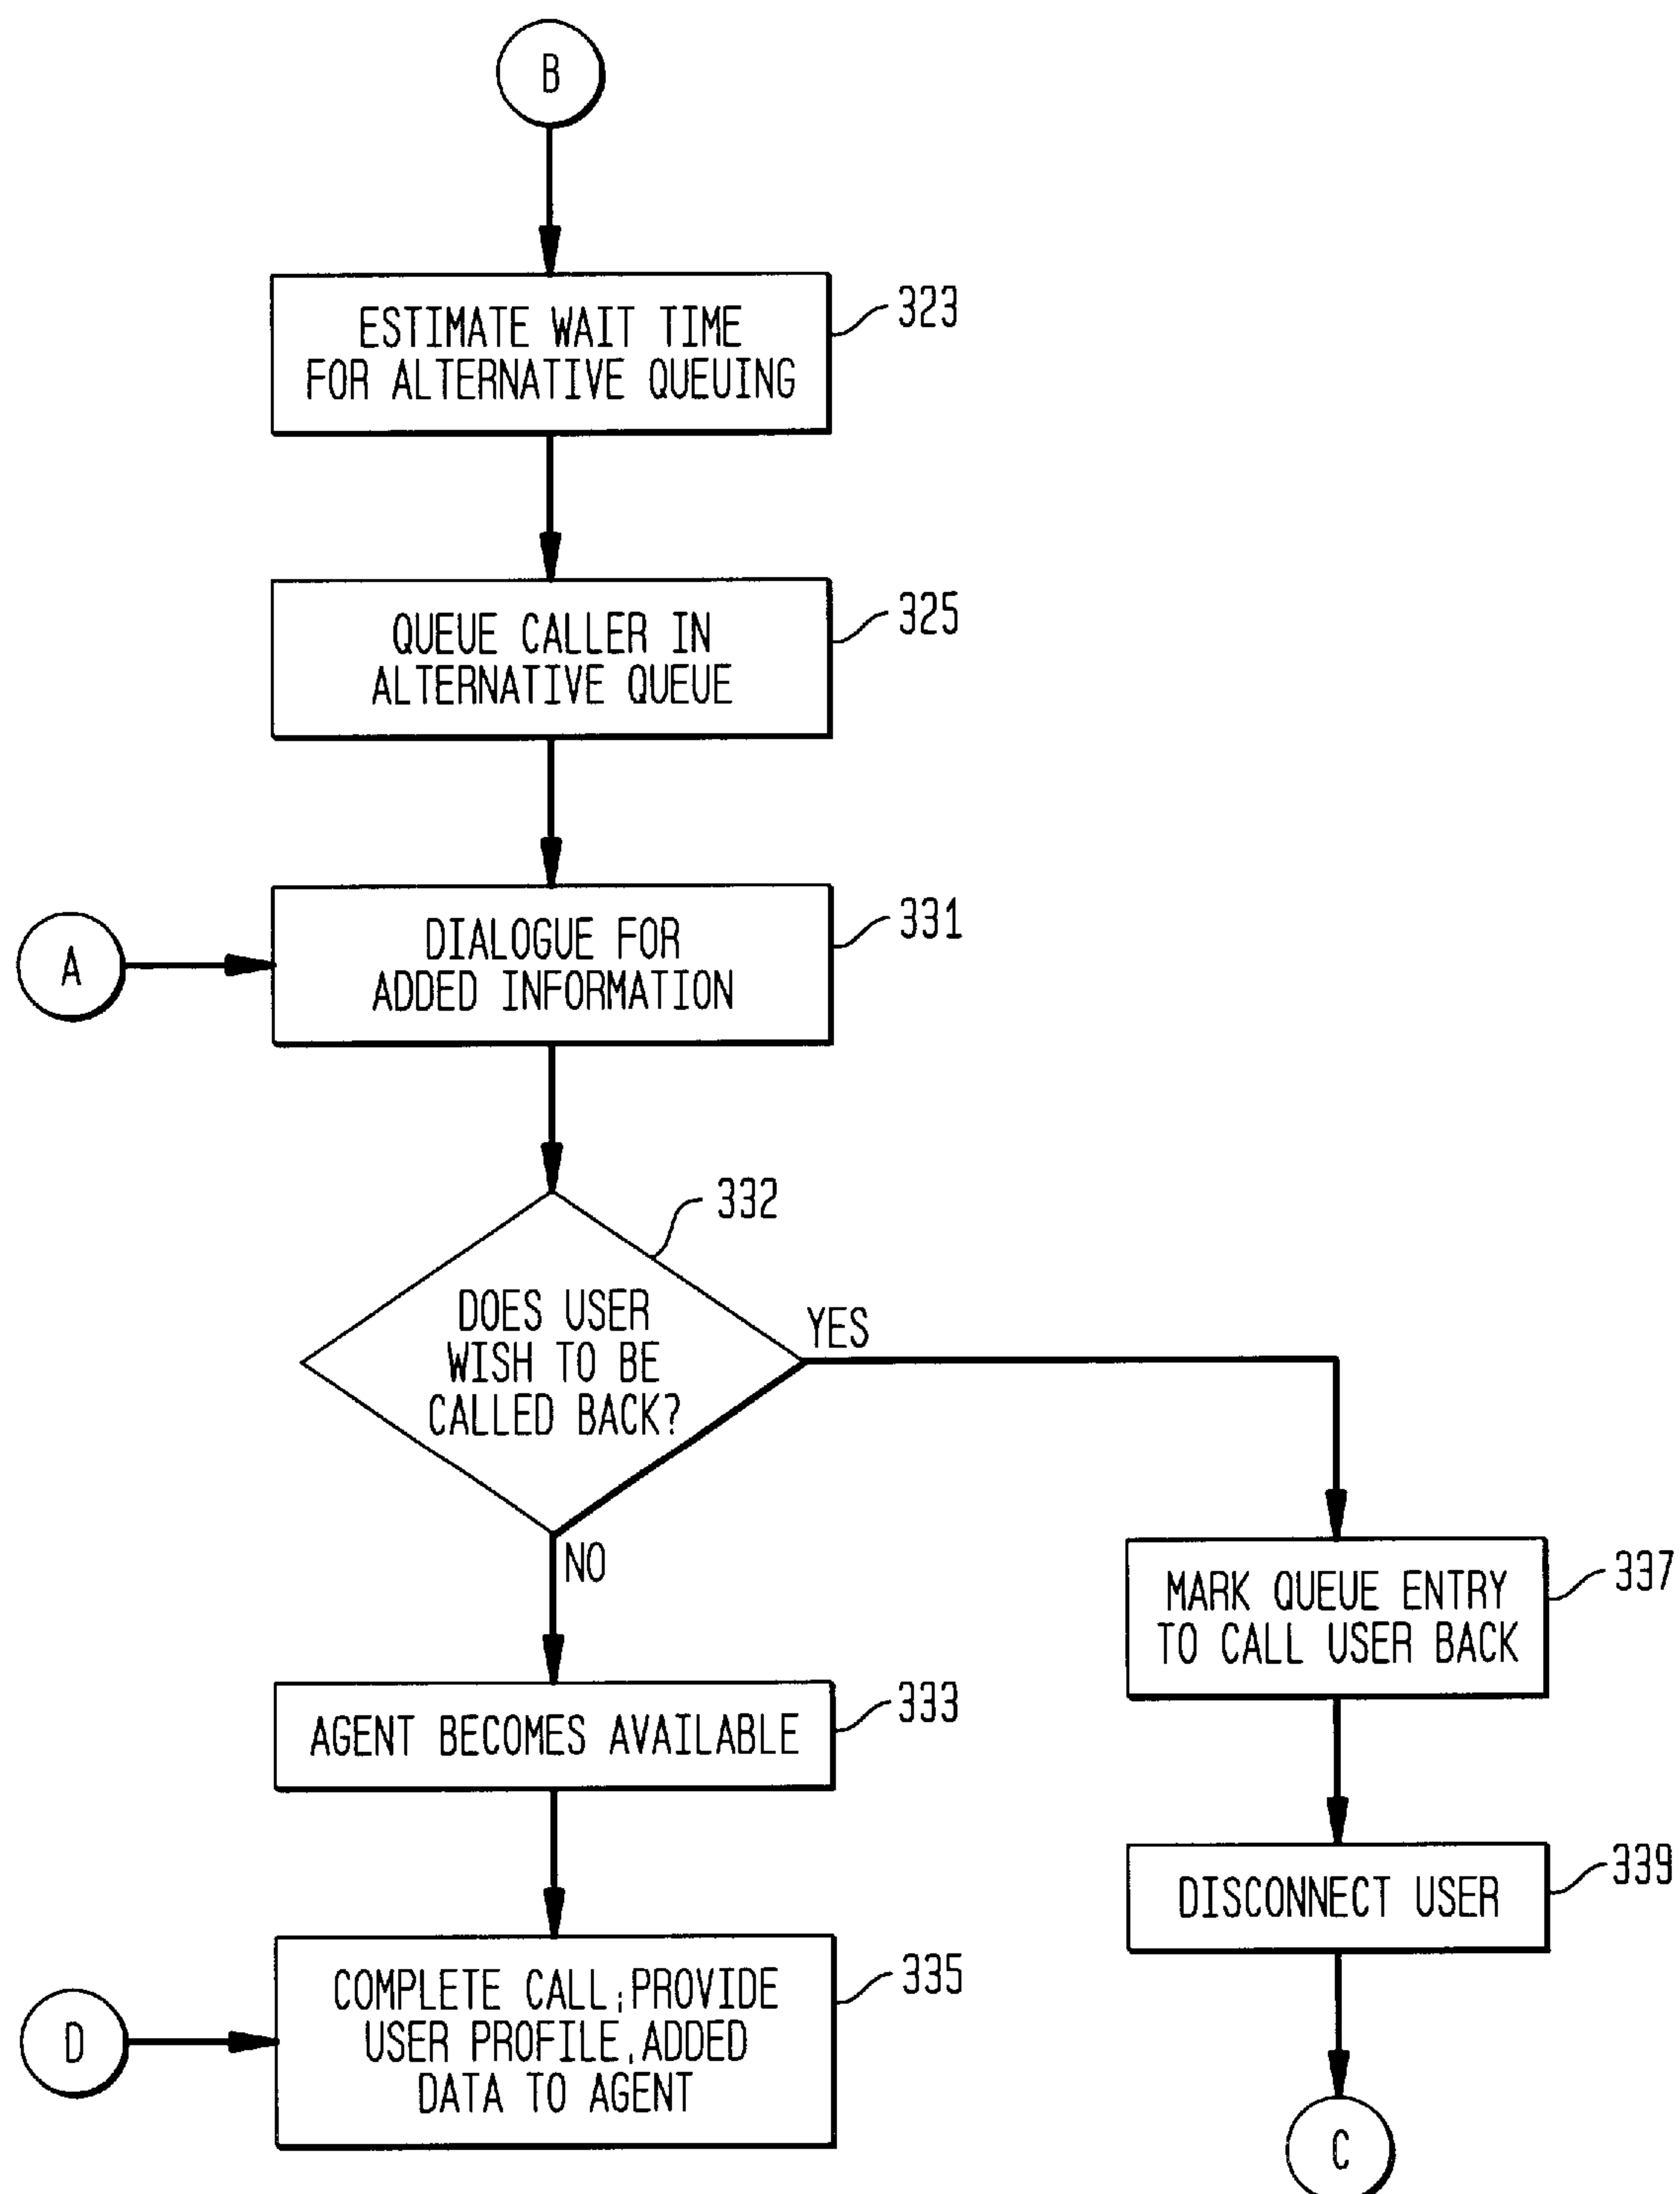 B
ESTIMATE WAIT TIME
FOR ALTERNATIVE QUEUING
323
QUEUE CALLER IN
ALTERNATIVE QUEUE
325
A
DIALOGUE FOR
ADDED INFORMATION
331
332
DOES USER
WISH TO BE
CALLED BACK?
YES
NO
MARK QUEUE ENTRY
TO CALL USER BACK
337
AGENT BECOMES AVAILABLE
333
DISCONNECT USER
339
D
COMPLETE CALL; PROVIDE
USER PROFILE, ADDED
DATA TO AGENT
335
C